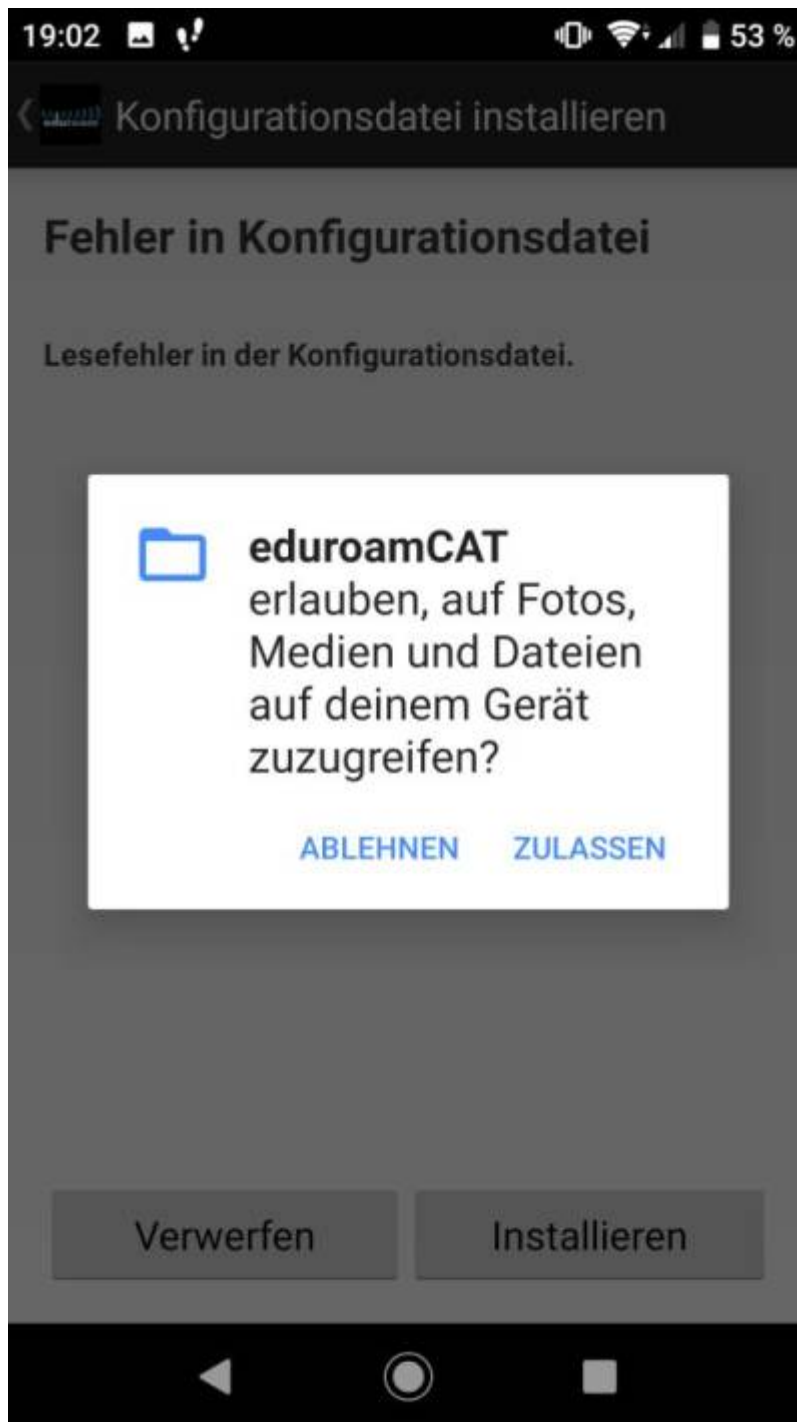 19:02 53 %
Konfigurationsdatei installieren
Fehler in Konfigurationsdatei
Lesefehler in der Konfigurationsdatei.
eduroamCAT
erlauben, auf Fotos,
Medien und Dateien
auf deinem Gerät
zuzugreifen?
ABLEHNEN ZULASSEN
Verwerfen Installieren